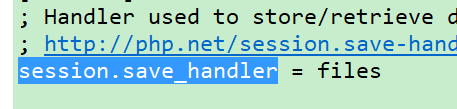 ; Handler used to store/retrieve d
; http://php.net/session.save-hand
session.save_handler = files